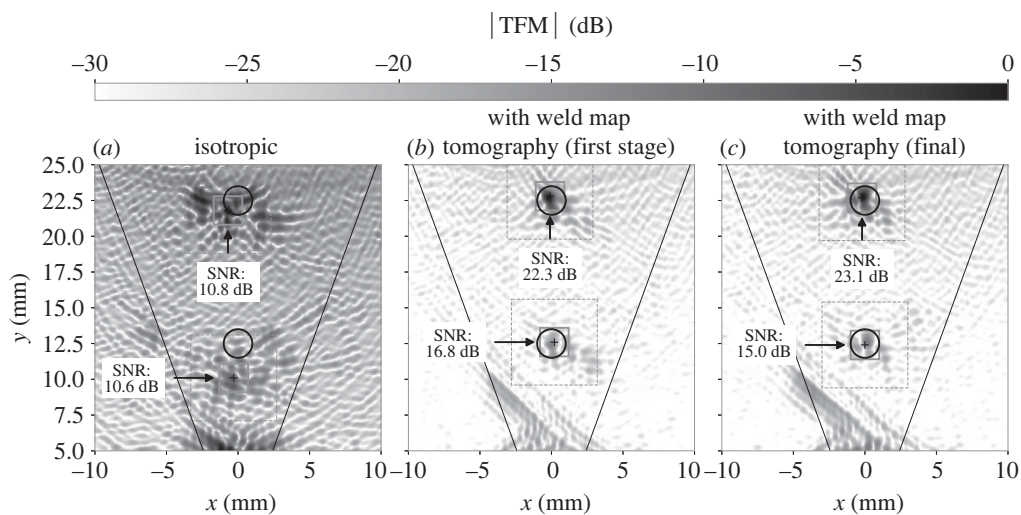 |TFM| (dB)
–30 –25 –20 –15 –10 –5 0
with weld map with weld map
(a) isotropic (b) tomography (first stage) (c) tomography (final)
25.0
22.5
20.0
SNR:
10.8 dB
SNR:
22.3 dB
SNR:
23.1 dB
17.5
15.0
y (mm)
12.5
SNR:
16.8 dB
SNR:
15.0 dB
10.0
SNR:
10.6 dB
7.5
5.0
–10 –5 0 5 10 –10 –5 0 5 10 –10 –5 0 5 10
x (mm) x (mm) x (mm)